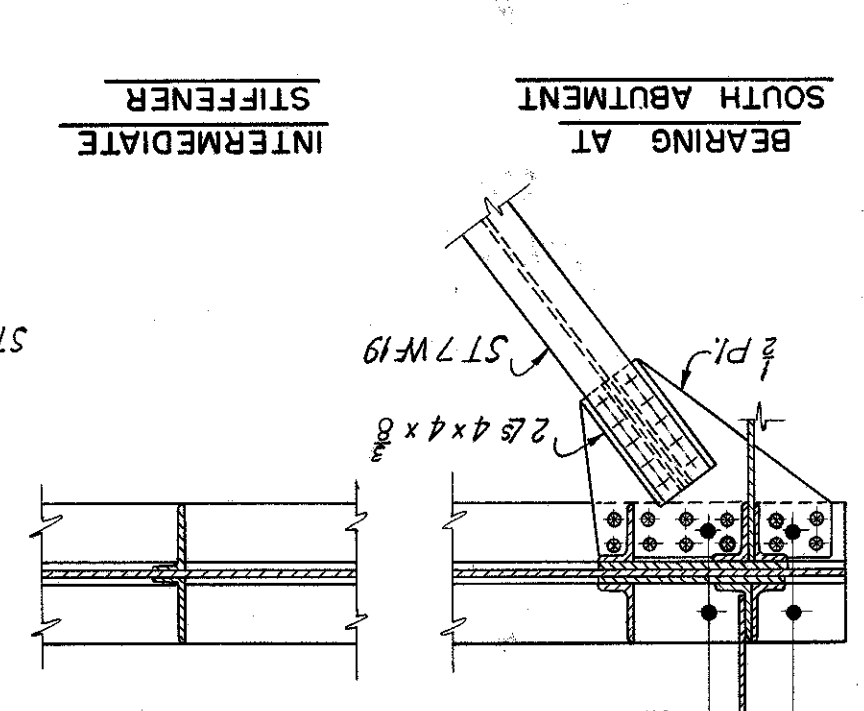 ½ Pl.
2 Ls 4 × 4 × ⅜
ST 7 WF 19
ST
BEARING AT
SOUTH ABUTMENT
INTERMEDIATE
STIFFENER